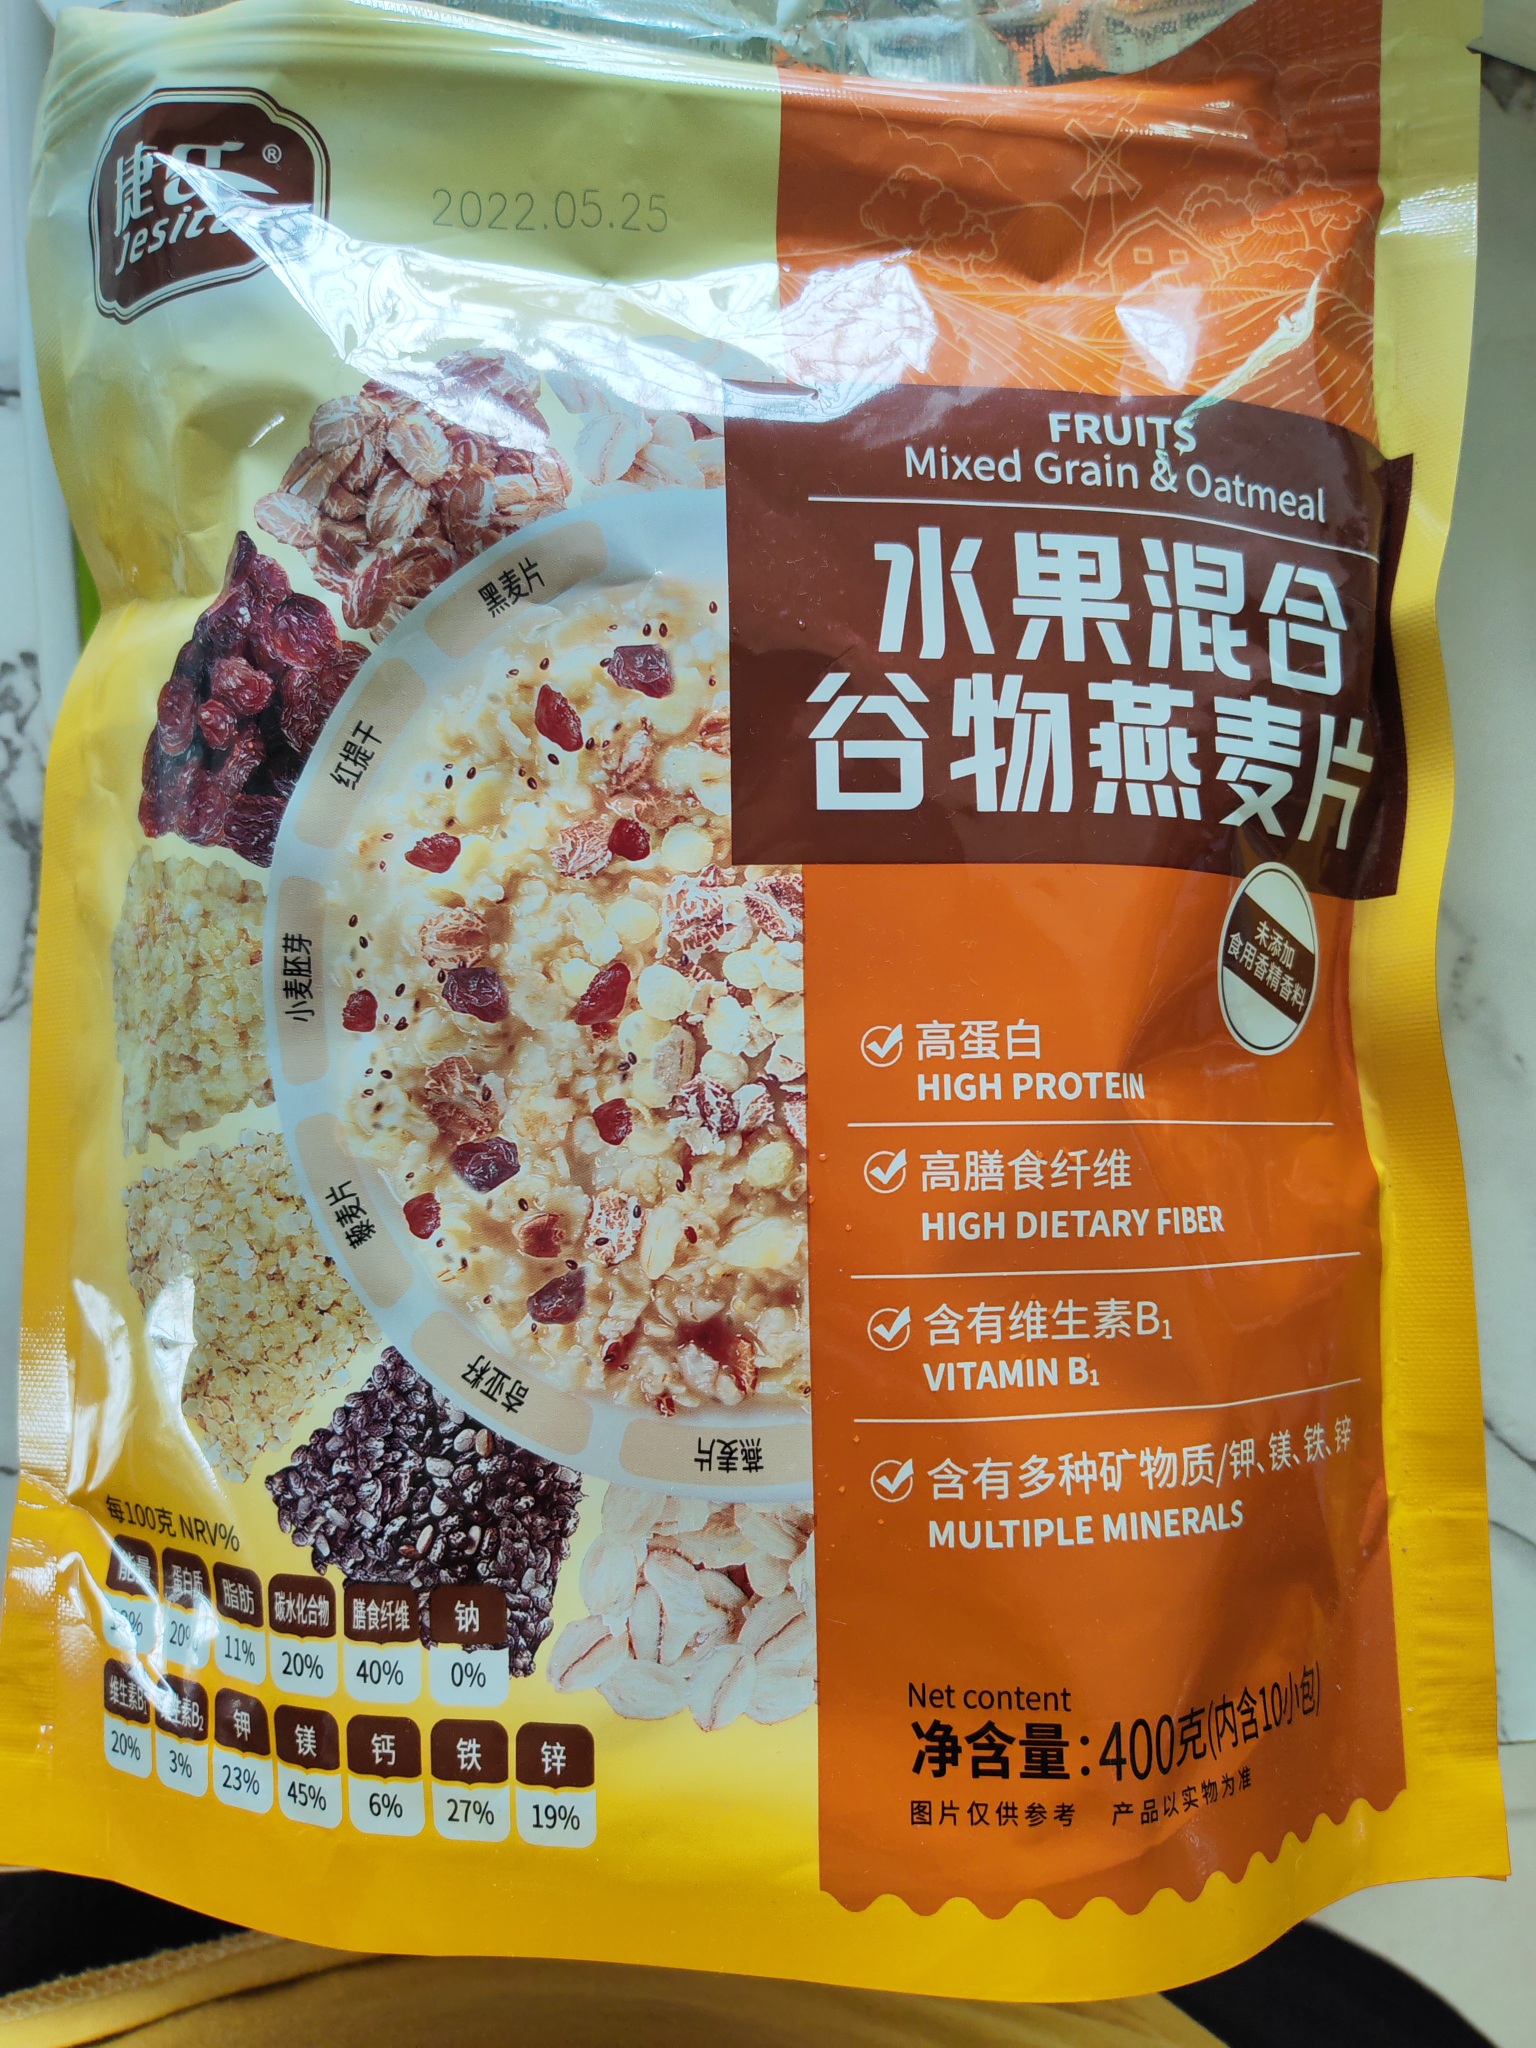 捷氏®
Jesite
2022.05.25
FRUITS
Mixed Grain & Oatmeal
水果混合
谷物燕麦片
黑麦片
红提干
小麦胚芽
藜麦片
奇亚籽
燕麦片
未添加
食用香精香料
高蛋白
HIGH PROTEIN
高膳食纤维
HIGH DIETARY FIBER
含有维生素B₁
VITAMIN B₁
含有多种矿物质/钾、镁、铁、锌
MULTIPLE MINERALS
每100克 NRV%
能量 蛋白质 脂肪 碳水化合物 膳食纤维 钠
20% 11% 20% 40% 0%
维生素B₁ 维生素B₂ 钾 镁 钙 铁 锌
20% 3% 23% 45% 6% 27% 19%
Net content
净含量：400克(内含10小包)
图片仅供参考 产品以实物为准